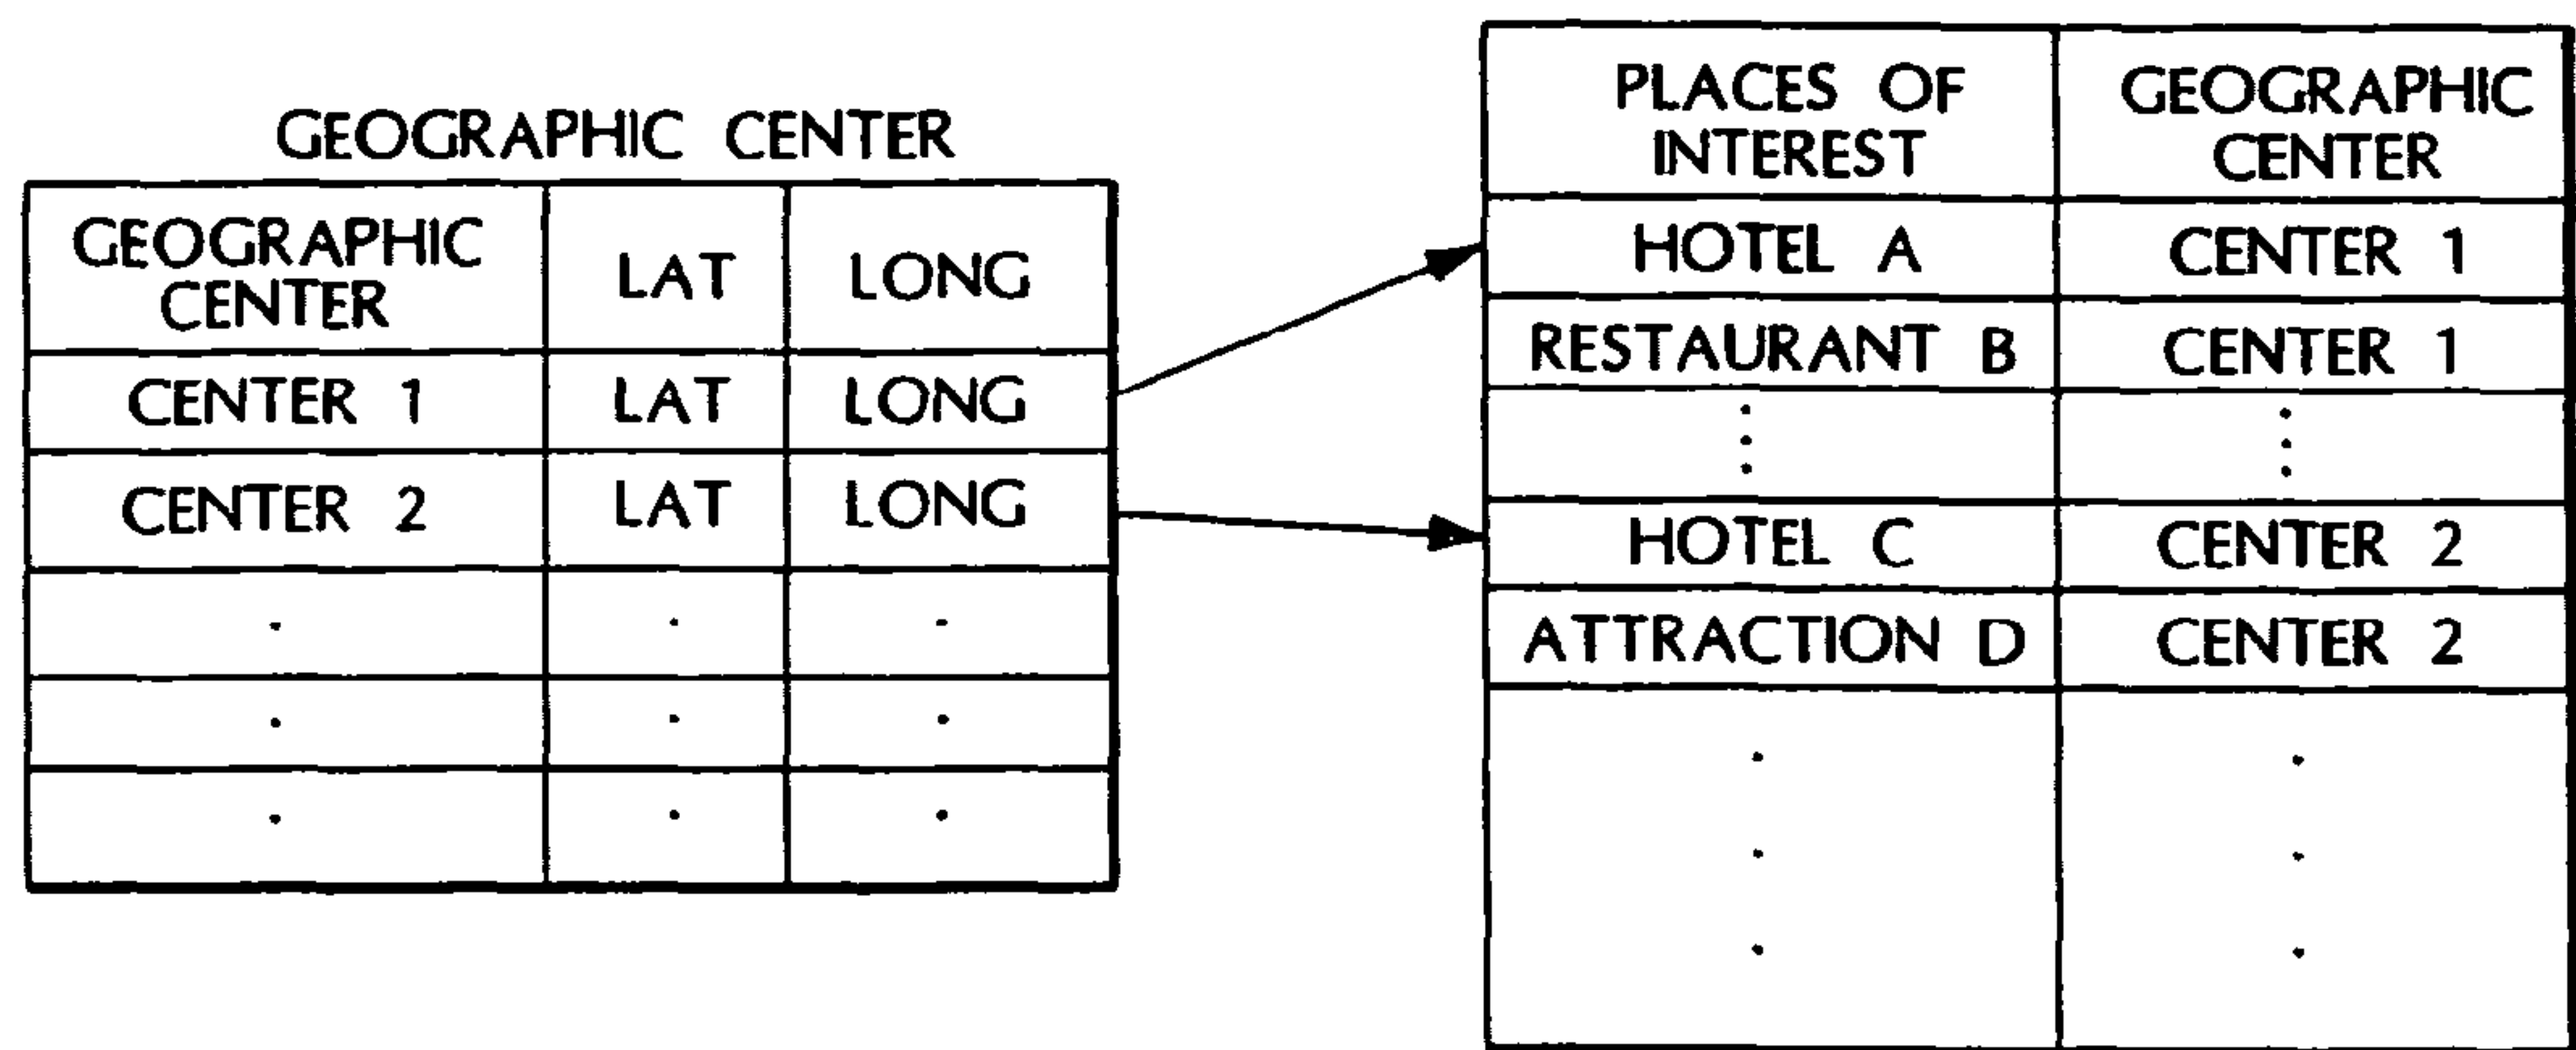 GEOGRAPHIC CENTER
GEOGRAPHIC
CENTER
LAT
LONG
CENTER 1
LAT
LONG
CENTER 2
LAT
LONG
PLACES OF
INTEREST
GEOGRAPHIC
CENTER
HOTEL A
CENTER 1
RESTAURANT B
CENTER 1
HOTEL C
CENTER 2
ATTRACTION D
CENTER 2